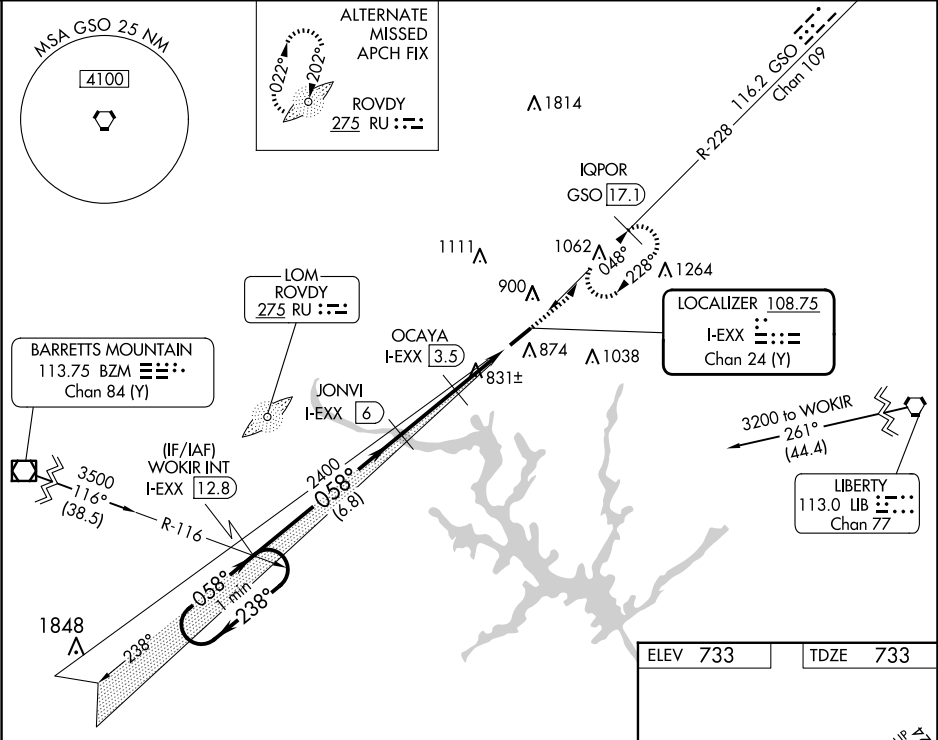 MSA GSO 25 NM
4100
ALTERNATE
MISSED
APCH FIX
022°
202°
ROVDY
275 RU
1814
116.2 GSO
Chan 109
R-228
IQPOR
GSO 17.1
1111
1062
048°
228°
1264
900
LOM
ROVDY
275 RU
LOCALIZER 108.75
I-EXX
Chan 24 (Y)
OCAYA
I-EXX 3.5
874
1038
831±
BARRETTS MOUNTAIN
113.75 BZM
Chan 84 (Y)
JONVI
I-EXX 6
3200 to WOKIR
261°
(44.4)
(IF/IAF)
WOKIR INT
I-EXX 12.8
2400
058°
(6.8)
3500
116°
(38.5)
R-116
LIBERTY
113.0 LIB
Chan 77
058°
1 min
238°
1848
238°
ELEV 733
TDZE 733